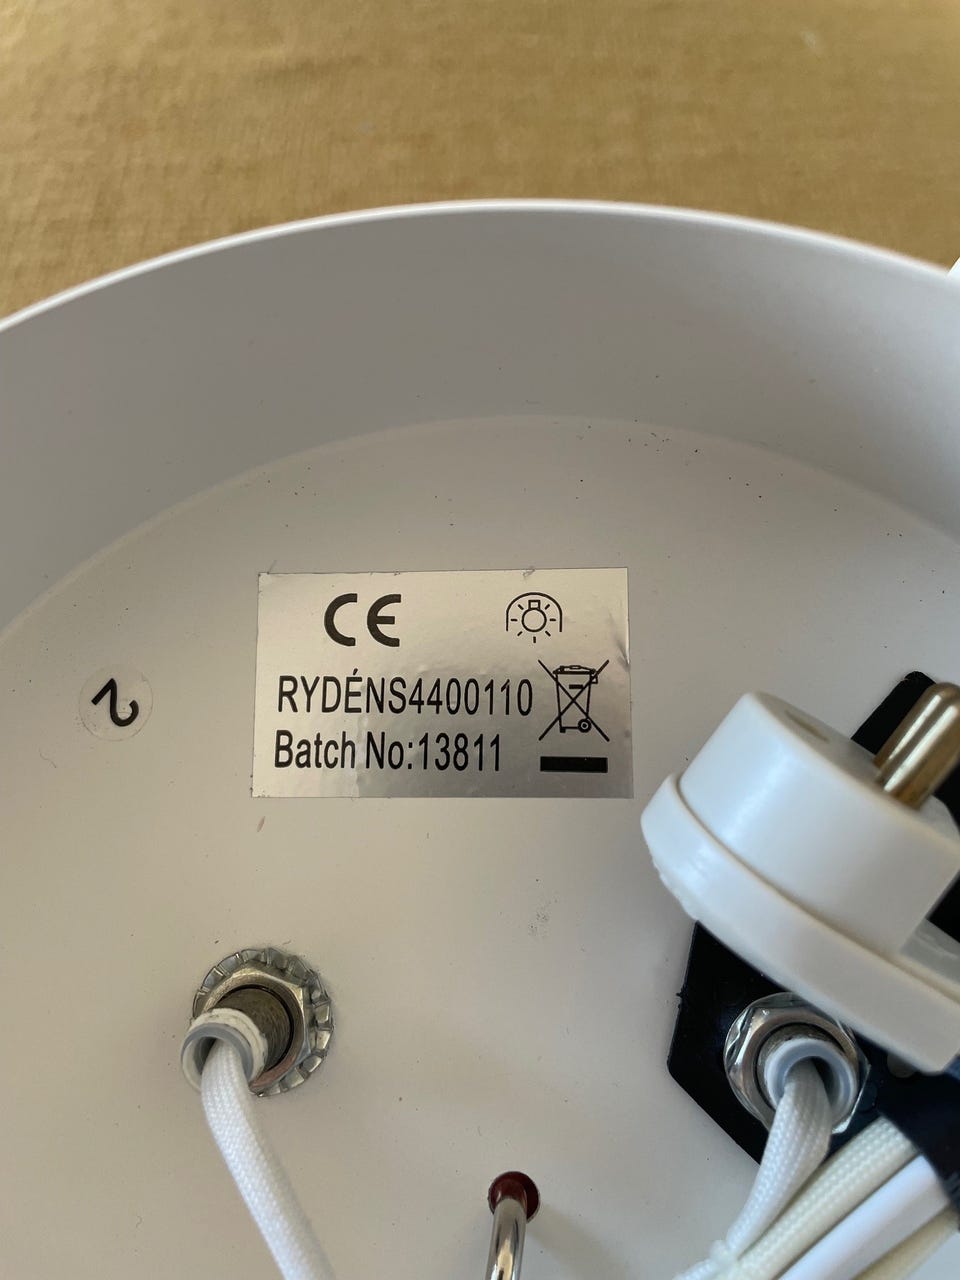 CE
RYDÉNS4400110
Batch No:13811